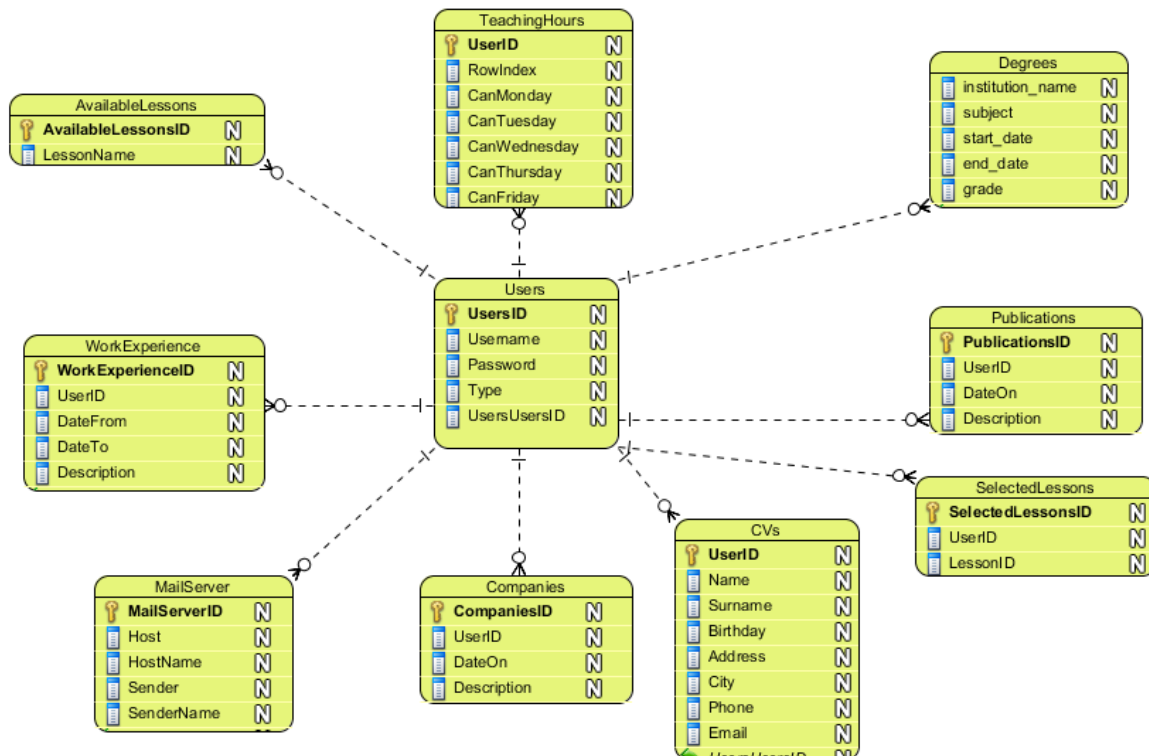 TeachingHours
UserID N
RowIndex N
CanMonday N
CanTuesday N
CanWednesday N
CanThursday N
CanFriday N
Degrees
institution_name N
subject N
start_date N
end_date N
grade N
AvailableLessons
AvailableLessonsID N
LessonName N
Users
UsersID N
Username N
Password N
Type N
UsersUsersID N
Publications
PublicationsID N
UserID N
DateOn N
Description N
WorkExperience
WorkExperienceID N
UserID N
DateFrom N
DateTo N
Description N
SelectedLessons
SelectedLessonsID N
UserID N
LessonID N
CVs
UserID N
Name N
Surname N
Birthday N
Address N
City N
Phone N
Email N
MailServer
MailServerID N
Host N
HostName N
Sender N
SenderName N
Companies
CompaniesID N
UserID N
DateOn N
Description N